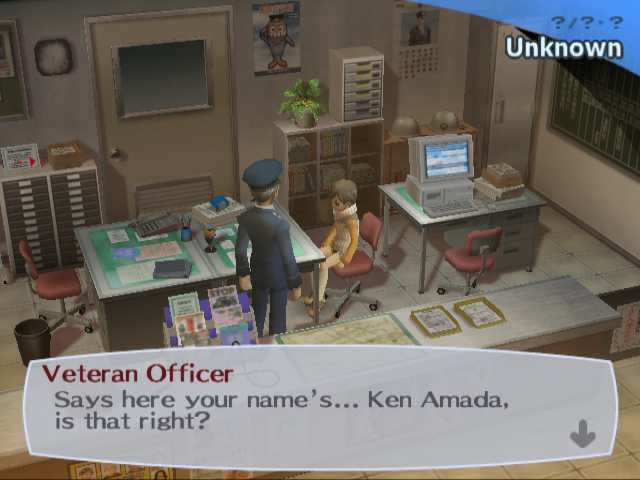 ?/?・?
Unknown
Veteran Officer
Says here your name's... Ken Amada,
is that right?